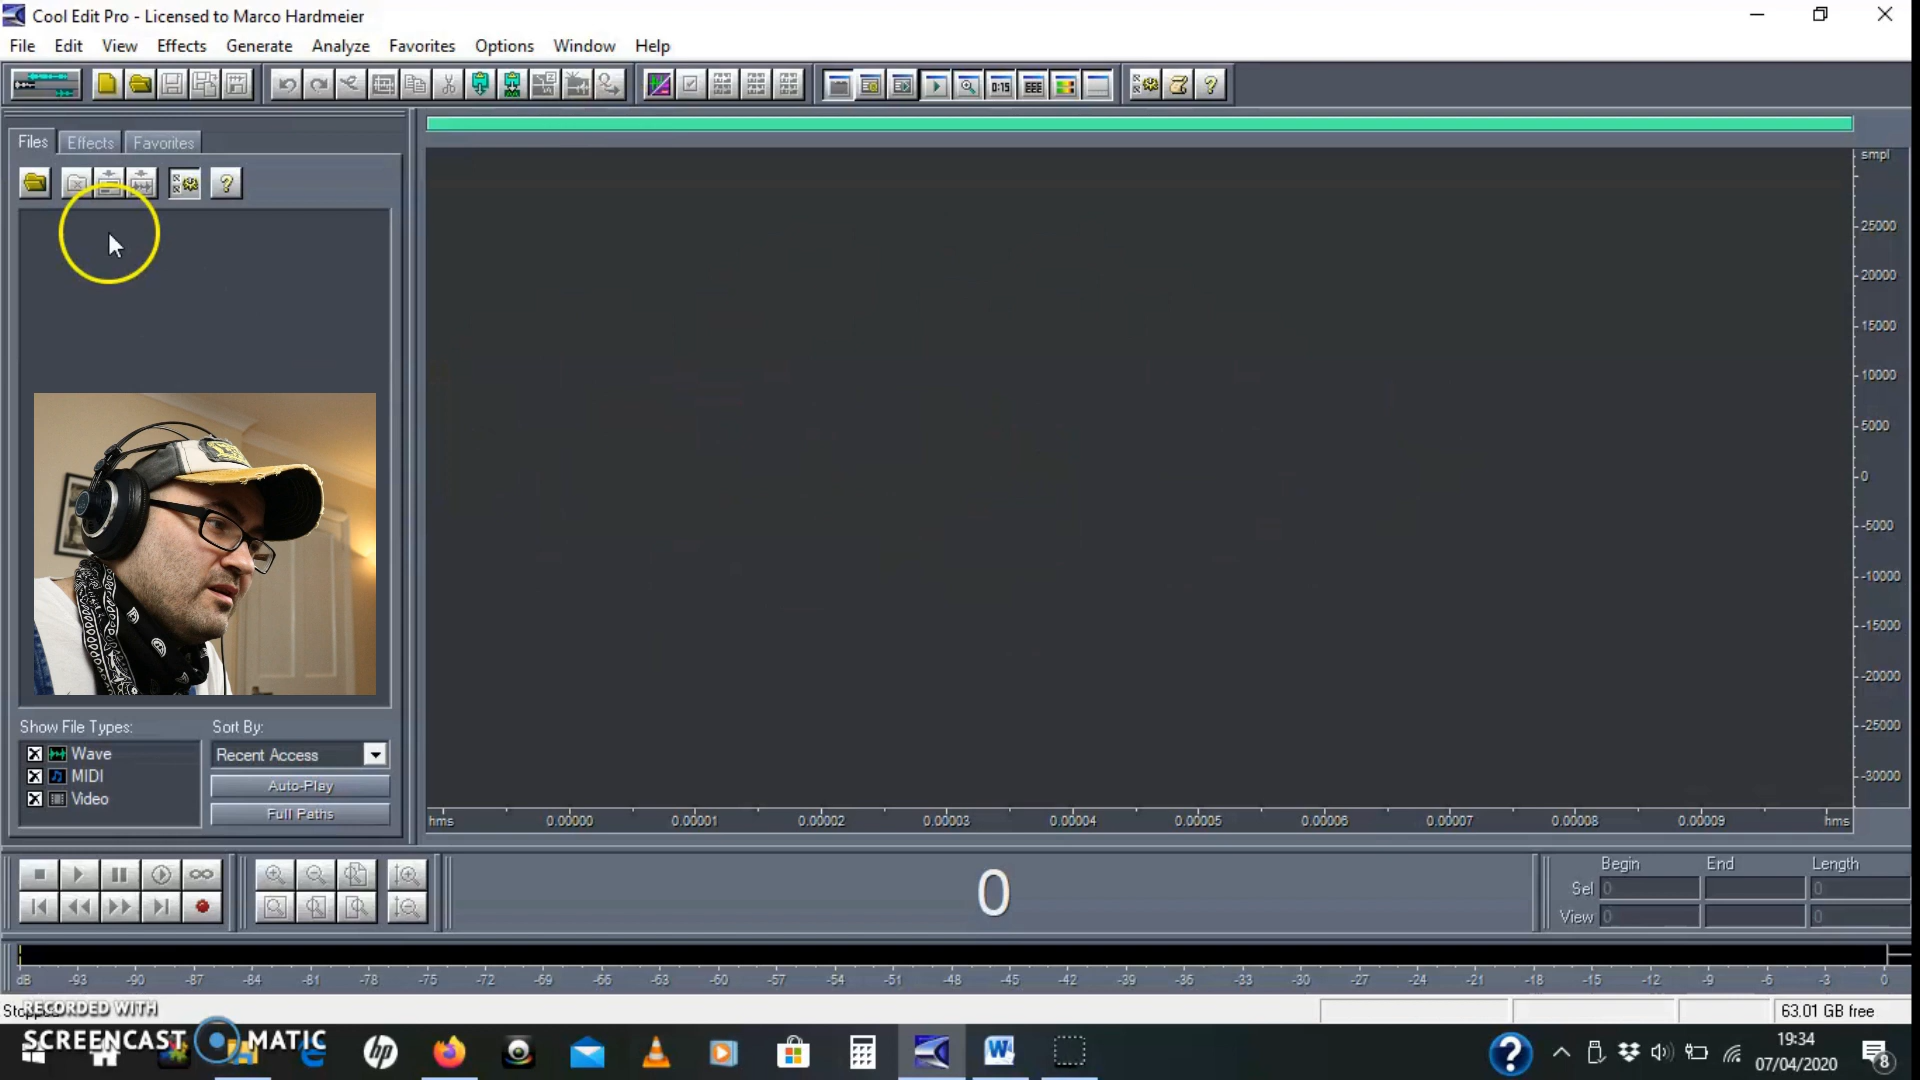 Cool Edit Pro - Licensed to Marco Hardmeier
File Edit View Effects Generate Analyze Favorites Options Window Help
0:15
Files Effects Favorites
smpl
25000
20000
15000
10000
5000
0
-5000
-10000
-15000
-20000
-25000
-30000
Show File Types: Sort By:
Wave Recent Access
MIDI Auto-Play
Video Full Paths
hms 0.00000 0.00001 0.00002 0.00003 0.00004 0.00005 0.00006 0.00007 0.00008 0.00009 hms
0
Begin End Length
Sel 0 0
View 0 0
dB -93 -90 -87 -84 -81 -78 -75 -72 -69 -66 -63 -60 -57 -54 -51 -48 -45 -42 -39 -36 -33 -30 -27 -24 -21 -18 -15 -12 -9 -6 -3 0
RECORDED WITH
63.01 GB free
SCREENCAST MATIC
hp
W
19:34
07/04/2020
8